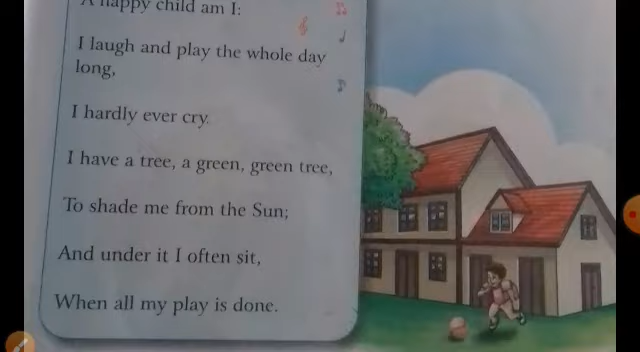 A happy child am I:
I laugh and play the whole day
long,
I hardly ever cry.
I have a tree, a green, green tree,
To shade me from the Sun;
And under it I often sit,
When all my play is done.